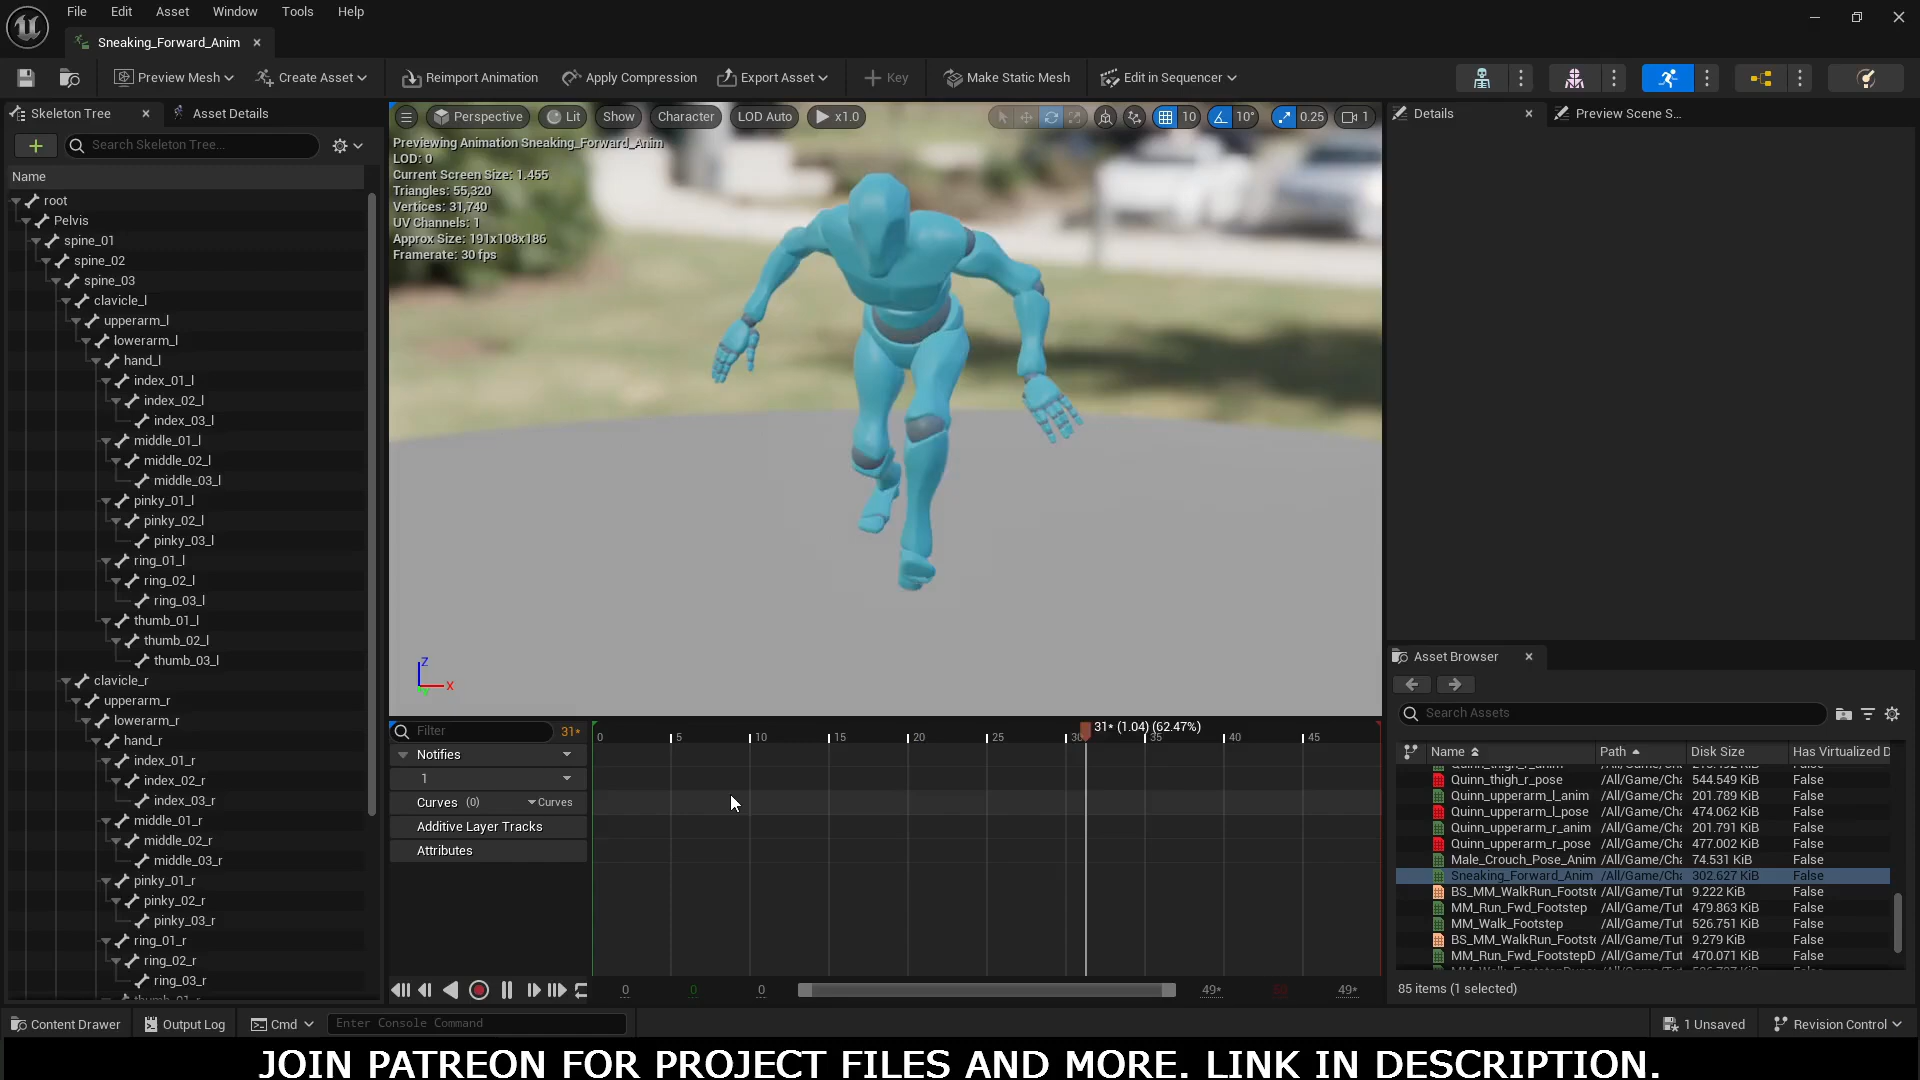 File Edit Asset Window Tools Help
Sneaking_Forward_Anim
Preview Mesh Create Asset Reimport Animation Apply Compression Export Asset Key Make Static Mesh Edit in Sequencer
Skeleton Tree Asset Details
Search Skeleton Tree...
Name
root
Pelvis
spine_01
spine_02
spine_03
clavicle_l
upperarm_l
lowerarm_l
hand_l
index_01_l
index_02_l
index_03_l
middle_01_l
middle_02_l
middle_03_l
pinky_01_l
pinky_02_l
pinky_03_l
ring_01_l
ring_02_l
ring_03_l
thumb_01_l
thumb_02_l
thumb_03_l
clavicle_r
upperarm_r
lowerarm_r
hand_r
index_01_r
index_02_r
index_03_r
middle_01_r
middle_02_r
middle_03_r
pinky_01_r
pinky_02_r
pinky_03_r
ring_01_r
ring_02_r
ring_03_r
Perspective Lit Show Character LOD Auto x1.0 10 10° 0.25 1
Previewing Animation Sneaking_Forward_Anim
LOD: 0
Current Screen Size: 1.455
Triangles: 55,320
Vertices: 31,740
UV Channels: 1
Approx Size: 191x108x186
Framerate: 30 fps
Z
X
Filter 31*
31* (1.04) (62.47%)
0 5 10 15 20 25 30 35 40 45
Notifies
1
Curves (0) Curves
Additive Layer Tracks
Attributes
0 0 0 49* 50 49*
Details Preview Scene S...
Asset Browser
Search Assets
Name Path Disk Size Has Virtualized D
Quinn_thigh_r_pose /All/Game/Cha 544.549 KiB False
Quinn_upperarm_l_anim /All/Game/Cha 201.789 KiB False
Quinn_upperarm_l_pose /All/Game/Cha 474.062 KiB False
Quinn_upperarm_r_anim /All/Game/Cha 201.791 KiB False
Quinn_upperarm_r_pose /All/Game/Cha 477.002 KiB False
Male_Crouch_Pose_Anim /All/Game/Cha 74.531 KiB False
Sneaking_Forward_Anim /All/Game/Cha 302.627 KiB False
BS_MM_WalkRun_Footste /All/Game/Tut 9.222 KiB False
MM_Run_Fwd_Footstep /All/Game/Tut 479.863 KiB False
MM_Walk_Footstep /All/Game/Tut 526.751 KiB False
BS_MM_WalkRun_Footste /All/Game/Tut 9.279 KiB False
MM_Run_Fwd_FootstepD /All/Game/Tut 470.071 KiB False
85 items (1 selected)
Content Drawer Output Log Cmd Enter Console Command 1 Unsaved Revision Control
JOIN PATREON FOR PROJECT FILES AND MORE. LINK IN DESCRIPTION.